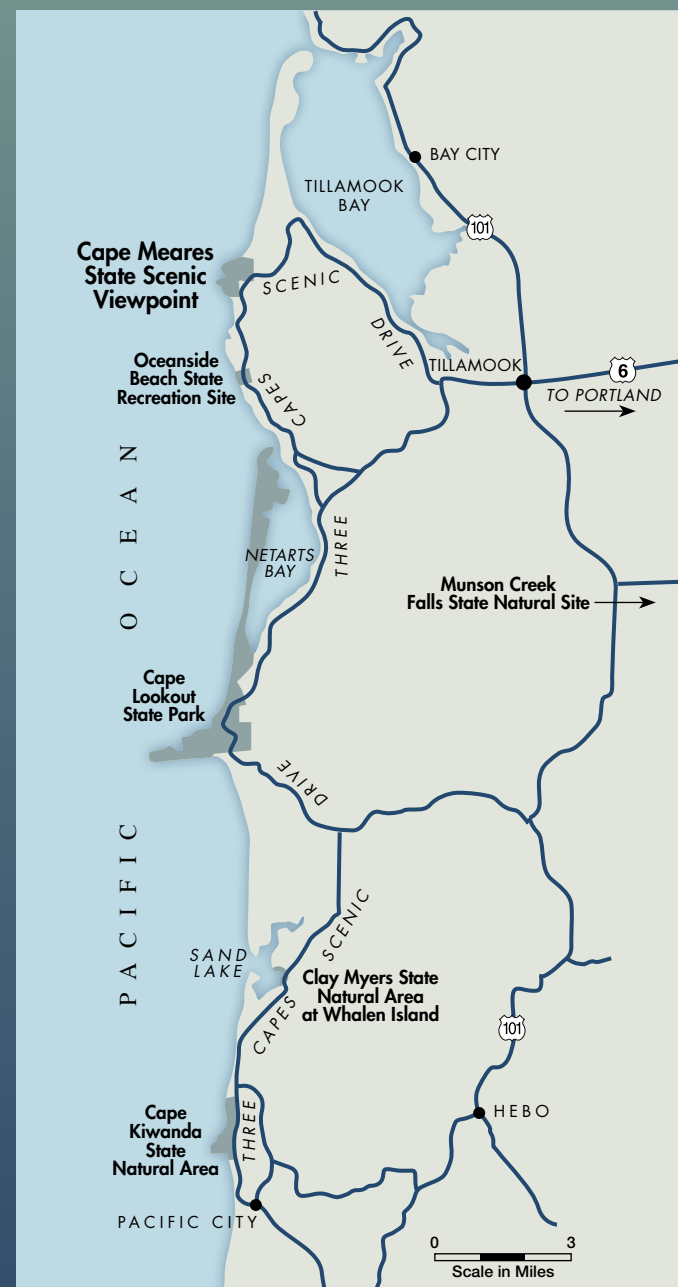 BAY CITY
TILLAMOOK
BAY
101
Cape Meares
State Scenic
Viewpoint
SCENIC
DRIVE
Oceanside
Beach State
Recreation Site
CAPES
TILLAMOOK
6
TO PORTLAND
OCEAN
THREE
NETARTS
BAY
Munson Creek
Falls State Natural Site
Cape
Lookout
State Park
DRIVE
PACIFIC
SCENIC
SAND
LAKE
Clay Myers State
Natural Area
at Whalen Island
CAPES
101
Cape
Kiwanda
State
Natural Area
THREE
HEBO
PACIFIC CITY
0 3
Scale in Miles